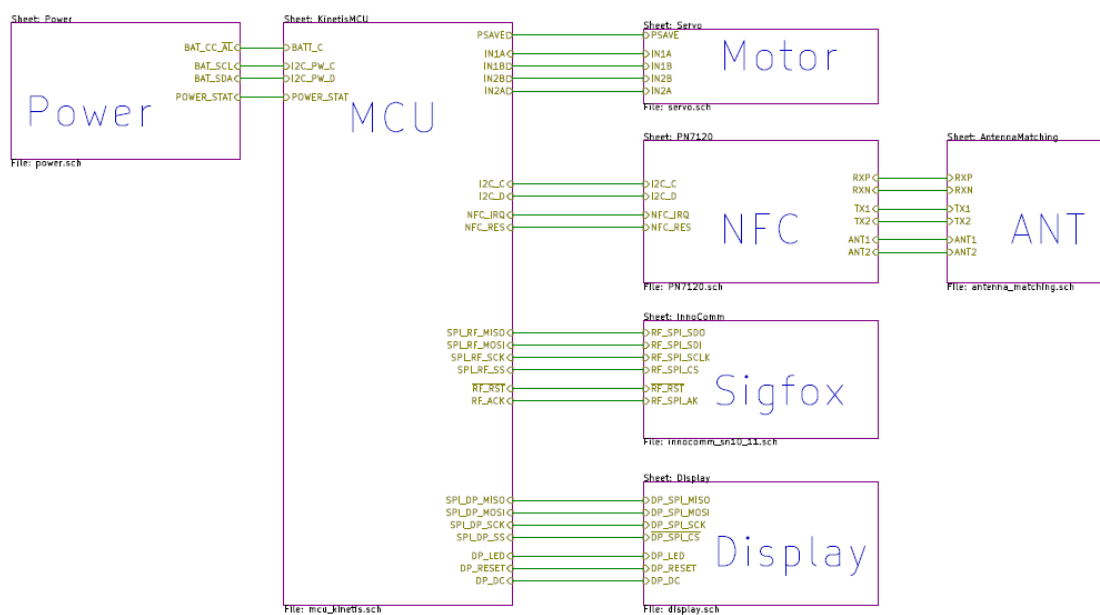 Sheet: Power
BAT_CC_AL
BAT_SCL
BAT_SDA
POWER_STAT
Power
File: power.sch
Sheet: KinetisMCU
BATT_C
I2C_PW_C
I2C_PW_D
POWER_STAT
MCU
PSAVE
IN1A
IN1B
IN2B
IN2A
I2C_C
I2C_D
NFC_IRQ
NFC_RES
SPI_RF_MISO
SPI_RF_MOSI
SPI_RF_SCK
SPI_RF_SS
RF_RST
RF_ACK
SPI_DP_MISO
SPI_DP_MOSI
SPI_DP_SCK
SPI_DP_SS
DP_LED
DP_RESET
DP_DC
File: mcu_kinetis.sch
Sheet: Servo
PSAVE
IN1A
IN1B
IN2B
IN2A
Motor
File: servo.sch
Sheet: PN7120
I2C_C
I2C_D
NFC_IRQ
NFC_RES
NFC
RXP
RXN
TX1
TX2
ANT1
ANT2
File: PN7120.sch
Sheet: AntennaMatching
RXP
RXN
TX1
TX2
ANT1
ANT2
ANT
File: antenna_matching.sch
Sheet: InnoComm
RF_SPI_SDO
RF_SPI_SDI
RF_SPI_SCLK
RF_SPI_CS
RF_RST
RF_SPI_AK
Sigfox
File: innocomm_sn10_11.sch
Sheet: Display
DP_SPI_MISO
DP_SPI_MOSI
DP_SPI_SCK
DP_SPI_CS
DP_LED
DP_RESET
DP_DC
Display
File: display.sch